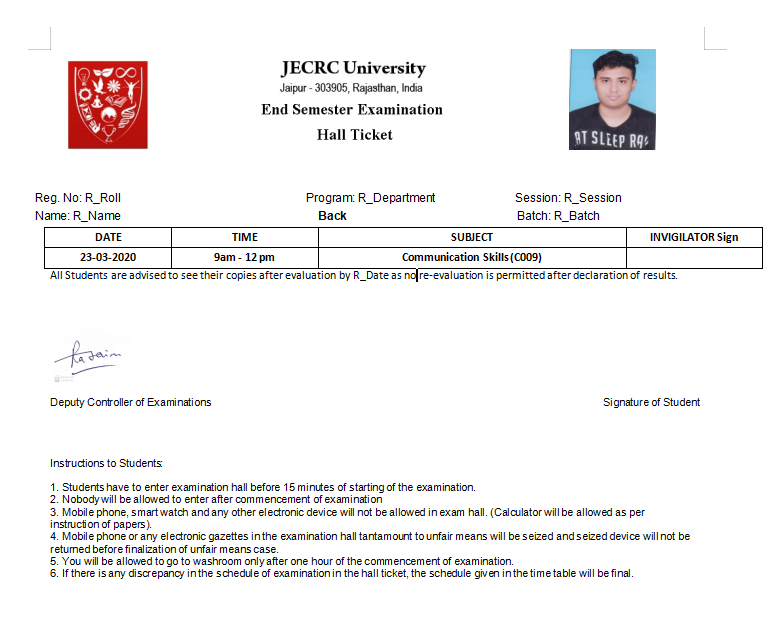 JECRC University
Jaipur - 303905, Rajasthan, India
End Semester Examination
Hall Ticket
AT SLEEP
Reg. No: R_Roll Program: R_Department Session: R_Session
Name: R_Name Back Batch: R_Batch
DATE TIME SUBJECT INVIGILATOR Sign
23-03-2020 9am - 12 pm Communication Skills (C009)
All Students are advised to see their copies after evaluation by R_Date as no re-evaluation is permitted after declaration of results.
Deputy Controller of Examinations Signature of Student
Instructions to Students:
1. Students have to enter examination hall before 15 minutes of starting of the examination.
2. Nobody will be allowed to enter after commencement of examination
3. Mobile phone, smart watch and any other electronic device will not be allowed in exam hall. (Calculator will be allowed as per
instruction of papers).
4. Mobile phone or any electronic gazettes in the examination hall tantamount to unfair means will be seized and seized device will not be
returned before finalization of unfair means case.
5. You will be allowed to go to washroom only after one hour of the commencement of examination.
6. If there is any discrepancy in the schedule of examination in the hall ticket, the schedule given in the time table will be final.